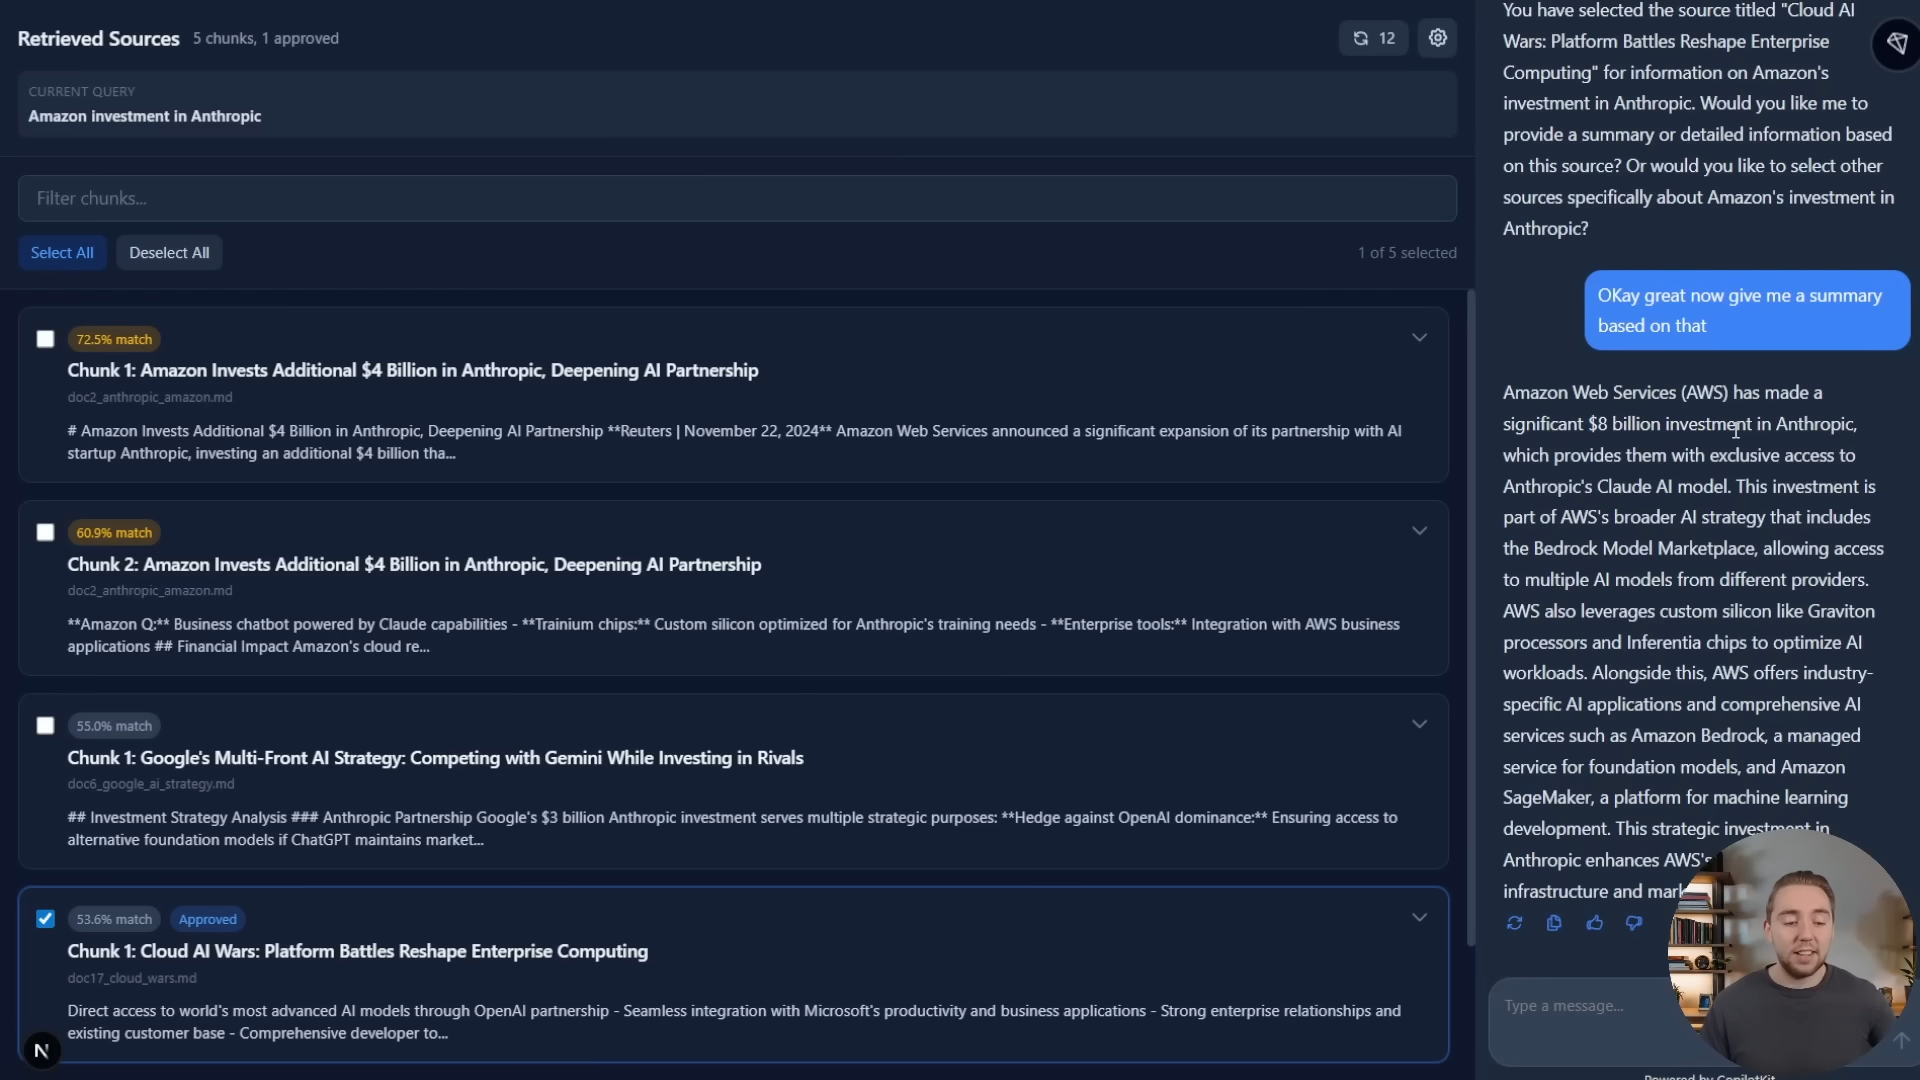 Retrieved Sources 5 chunks, 1 approved
12
CURRENT QUERY
Amazon investment in Anthropic
Filter chunks...
Select All
Deselect All
1 of 5 selected
72.5% match
Chunk 1: Amazon Invests Additional $4 Billion in Anthropic, Deepening AI Partnership
doc2_anthropic_amazon.md
# Amazon Invests Additional $4 Billion in Anthropic, Deepening AI Partnership **Reuters | November 22, 2024** Amazon Web Services announced a significant expansion of its partnership with AI
startup Anthropic, investing an additional $4 billion tha...
60.9% match
Chunk 2: Amazon Invests Additional $4 Billion in Anthropic, Deepening AI Partnership
doc2_anthropic_amazon.md
**Amazon Q:** Business chatbot powered by Claude capabilities - **Trainium chips:** Custom silicon optimized for Anthropic's training needs - **Enterprise tools:** Integration with AWS business
applications ## Financial Impact Amazon's cloud re...
55.0% match
Chunk 1: Google's Multi-Front AI Strategy: Competing with Gemini While Investing in Rivals
doc6_google_ai_strategy.md
## Investment Strategy Analysis ### Anthropic Partnership Google's $3 billion Anthropic investment serves multiple strategic purposes: **Hedge against OpenAI dominance:** Ensuring access to
alternative foundation models if ChatGPT maintains market...
53.6% match
Approved
Chunk 1: Cloud AI Wars: Platform Battles Reshape Enterprise Computing
doc17_cloud_wars.md
Direct access to world's most advanced AI models through OpenAI partnership - Seamless integration with Microsoft's productivity and business applications - Strong enterprise relationships and
existing customer base - Comprehensive developer to...
N
You have selected the source titled "Cloud AI
Wars: Platform Battles Reshape Enterprise
Computing" for information on Amazon's
investment in Anthropic. Would you like me to
provide a summary or detailed information based
on this source? Or would you like to select other
sources specifically about Amazon's investment in
Anthropic?
OKay great now give me a summary
based on that
Amazon Web Services (AWS) has made a
significant $8 billion investment in Anthropic,
which provides them with exclusive access to
Anthropic's Claude AI model. This investment is
part of AWS's broader AI strategy that includes
the Bedrock Model Marketplace, allowing access
to multiple AI models from different providers.
AWS also leverages custom silicon like Graviton
processors and Inferentia chips to optimize AI
workloads. Alongside this, AWS offers industry-
specific AI applications and comprehensive AI
services such as Amazon Bedrock, a managed
service for foundation models, and Amazon
SageMaker, a platform for machine learning
development. This strategic investment in
Anthropic enhances AWS's
infrastructure and
Type a message...
Powered by CopilotKit